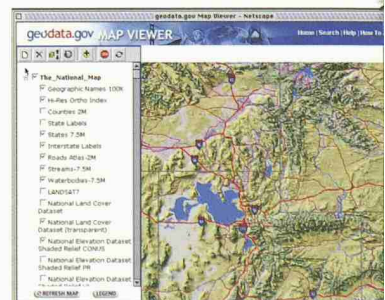 geodata.gov Map Viewer - Netscape
geodata.gov MAP VIEWER
Home | Search | Help | How To
The_National_Map
Geographic Names 100K
Hi-Res Ortho Index
Counties 2M
State Labels
States 7.5M
Interstate Labels
Roads Atlas-2M
Streams-7.5M
Waterbodies-7.5M
LANDSAT7
National Land Cover
Dataset
National Land Cover
Dataset (transparent)
National Elevation Dataset
Shaded Relief CONUS
National Elevation Dataset
Shaded Relief PR
National Elevation Dataset
REFRESH MAP LEGEND